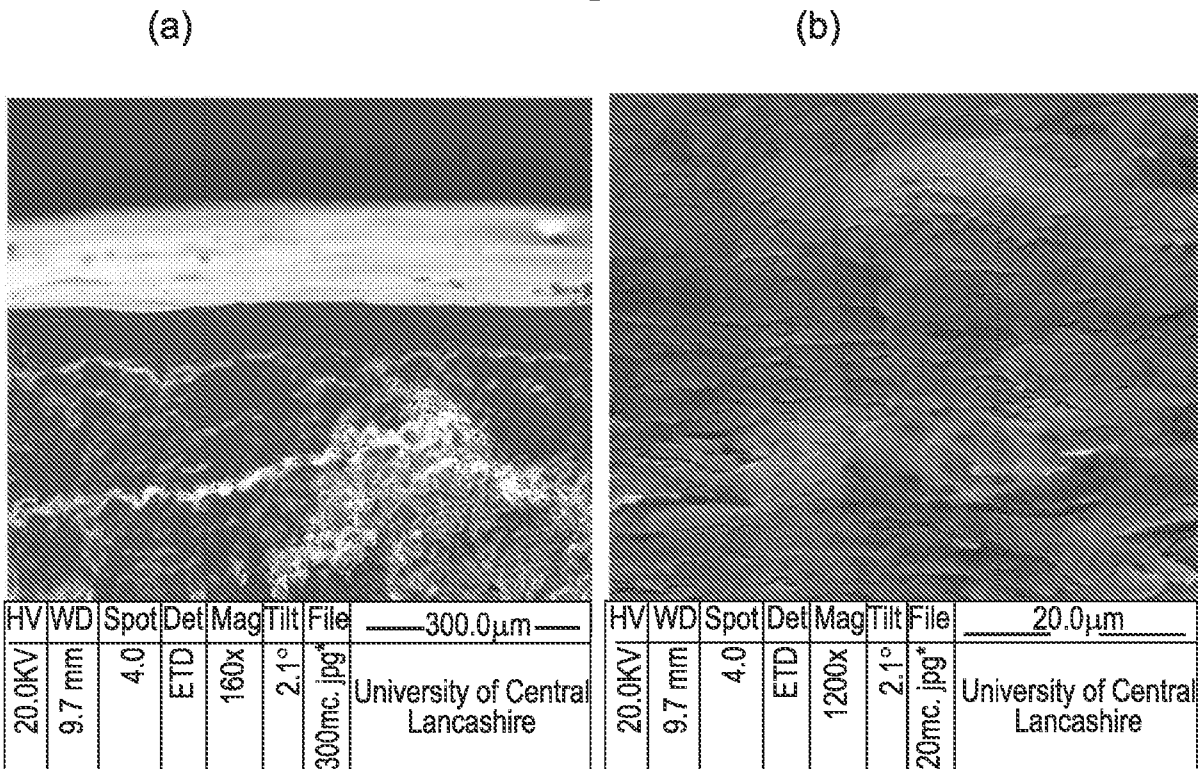 (a)
(b)
HV WD Spot Det Mag Tilt File 300.0μm
20.0KV 9.7 mm 4.0 ETD 160x 2.1° 300mc. jpg* University of Central
Lancashire
HV WD Spot Det Mag Tilt File 20.0μm
20.0KV 9.7 mm 4.0 ETD 1200x 2.1° 20mc. jpg* University of Central
Lancashire